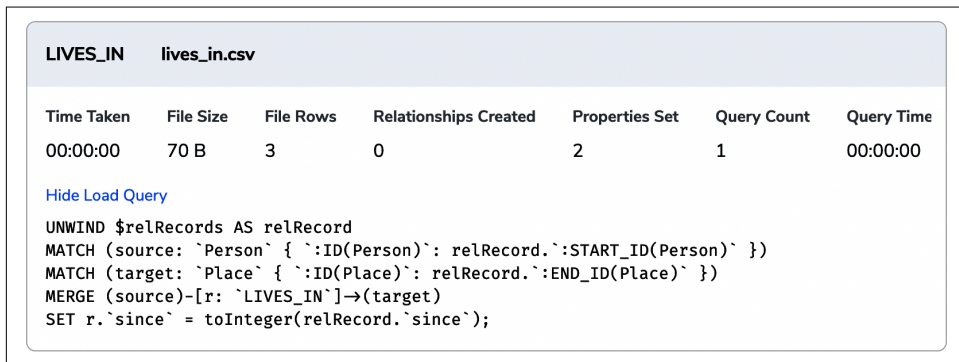 LIVES_IN lives_in.csv
Time Taken File Size File Rows Relationships Created Properties Set Query Count Query Time
00:00:00 70 B 3 0 2 1 00:00:00
Hide Load Query
UNWIND $relRecords AS relRecord
MATCH (source: `Person` { `:ID(Person)`: relRecord.`:START_ID(Person)` })
MATCH (target: `Place` { `:ID(Place)`: relRecord.`:END_ID(Place)` })
MERGE (source)-[r: `LIVES_IN`]->(target)
SET r.`since` = toInteger(relRecord.`since`);